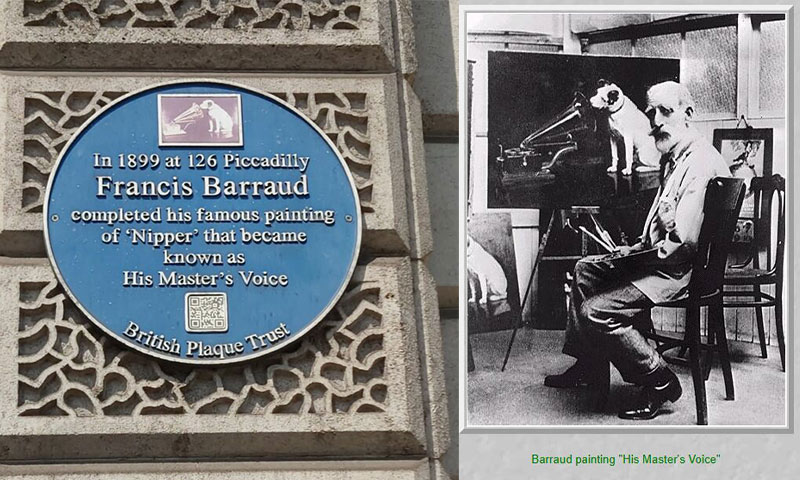 In 1899 at 126 Piccadilly
Francis Barraud
completed his famous painting
of ‘Nipper’ that became
known as
His Master’s Voice
British Plaque Trust
Barraud painting "His Master's Voice"